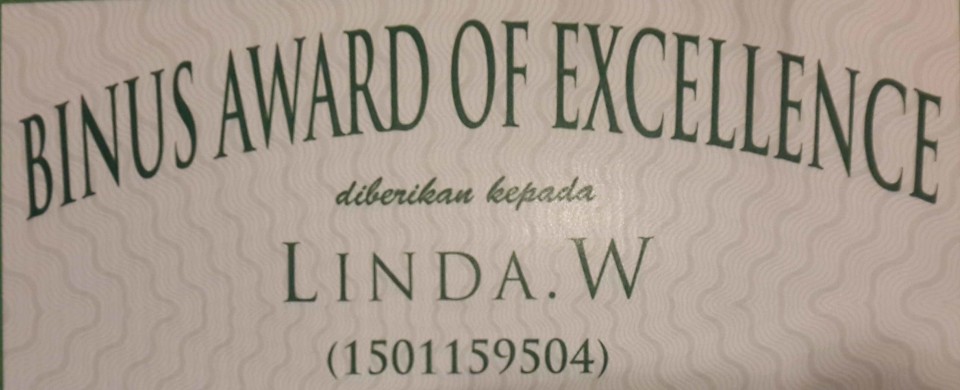 BINUS AWARD OF EXCELLENCE
diberikan kepada
LINDA.W
(1501159504)